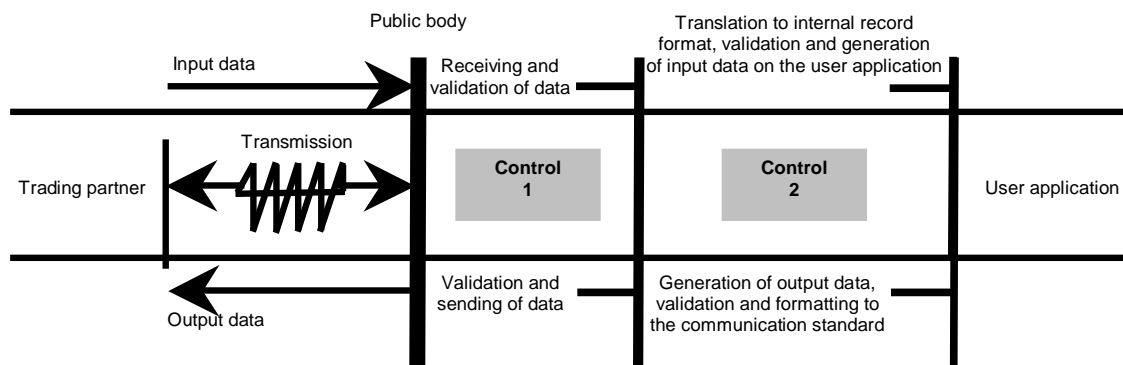 Public body
Translation to internal record
format, validation and generation
of input data on the user application
Input data
Receiving and
validation of data
Transmission
Trading partner
Control
1
Control
2
User application
Validation and
sending of data
Generation of output data,
validation and formatting to
the communication standard
Output data